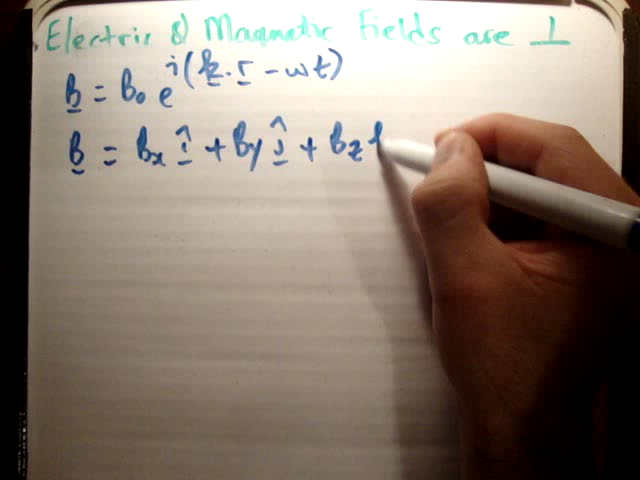 Electric & Magnetic Fields are ⊥
B = B₀ e^{i(k·r − ωt)}
B = Bx î + By ĵ + Bz